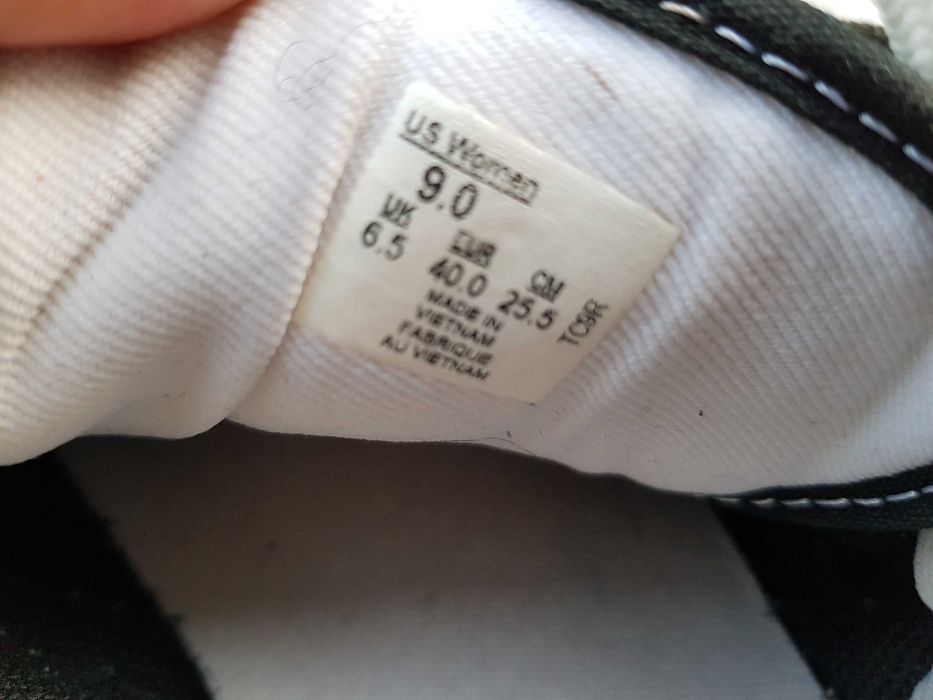 US Women
9.0
UK EUR CM
6.5 40.0 25.5
MADE IN
VIETNAM
FABRIQUE
AU VIETNAM